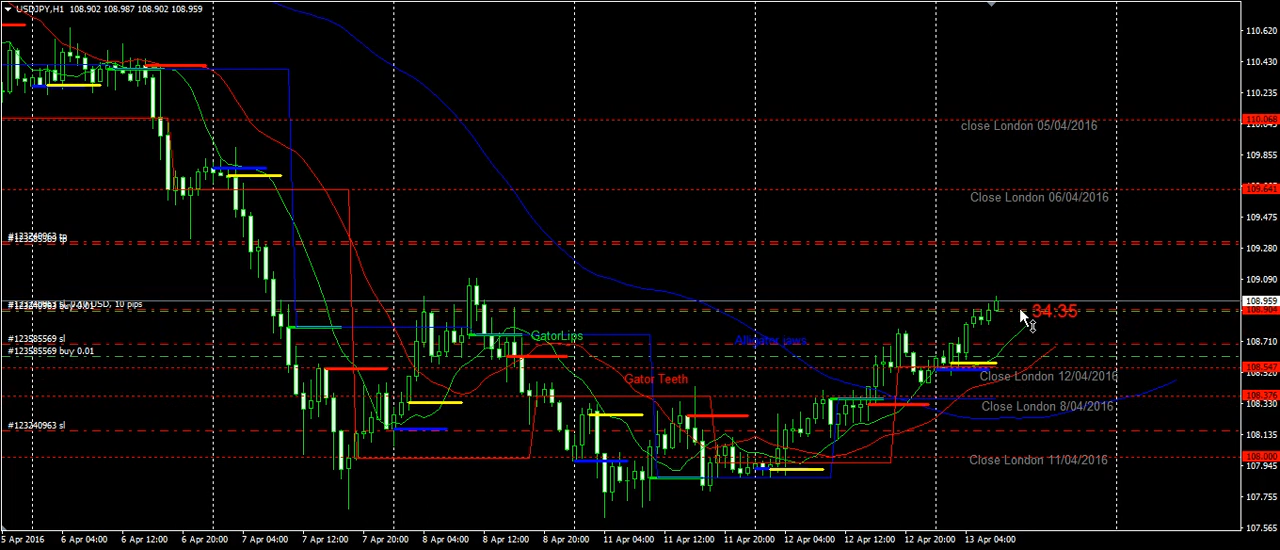 USDJPY,H1 108.902 108.987 108.902 108.959
110.620
110.430
110.235
110.068
close London 05/04/2016
109.855
109.641
Close London 06/04/2016
109.475
109.280
109.090
108.959
108.904
34:35
#123585569 sl
108.710
GatorLips
Alligator jaws
#123585569 buy 0.01
108.547
Gator Teeth
Close London 12/04/2016
108.376
108.330
Close London 8/04/2016
#123240963 sl
108.135
108.000
Close London 11/04/2016
107.945
107.755
107.565
5 Apr 2016 6 Apr 04:00 6 Apr 12:00 6 Apr 20:00 7 Apr 04:00 7 Apr 12:00 7 Apr 20:00 8 Apr 04:00 8 Apr 12:00 8 Apr 20:00 11 Apr 04:00 11 Apr 12:00 11 Apr 20:00 12 Apr 04:00 12 Apr 12:00 12 Apr 20:00 13 Apr 04:00